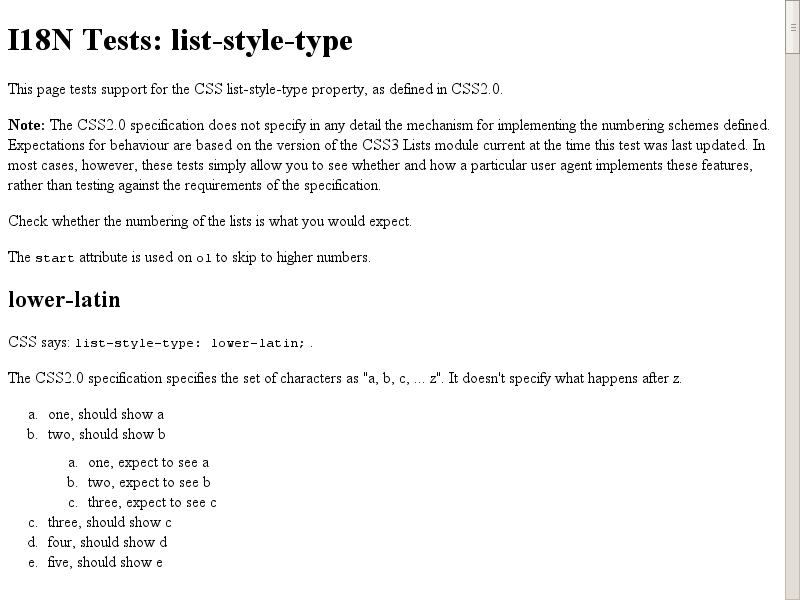 I18N Tests: list-style-type
This page tests support for the CSS list-style-type property, as defined in CSS2.0.
Note: The CSS2.0 specification does not specify in any detail the mechanism for implementing the numbering schemes defined.
Expectations for behaviour are based on the version of the CSS3 Lists module current at the time this test was last updated. In
most cases, however, these tests simply allow you to see whether and how a particular user agent implements these features,
rather than testing against the requirements of the specification.
Check whether the numbering of the lists is what you would expect.
The start attribute is used on ol to skip to higher numbers.
lower-latin
CSS says: list-style-type: lower-latin; .
The CSS2.0 specification specifies the set of characters as "a, b, c, ... z". It doesn't specify what happens after z.
a. one, should show a
b. two, should show b
a. one, expect to see a
b. two, expect to see b
c. three, expect to see c
c. three, should show c
d. four, should show d
e. five, should show e